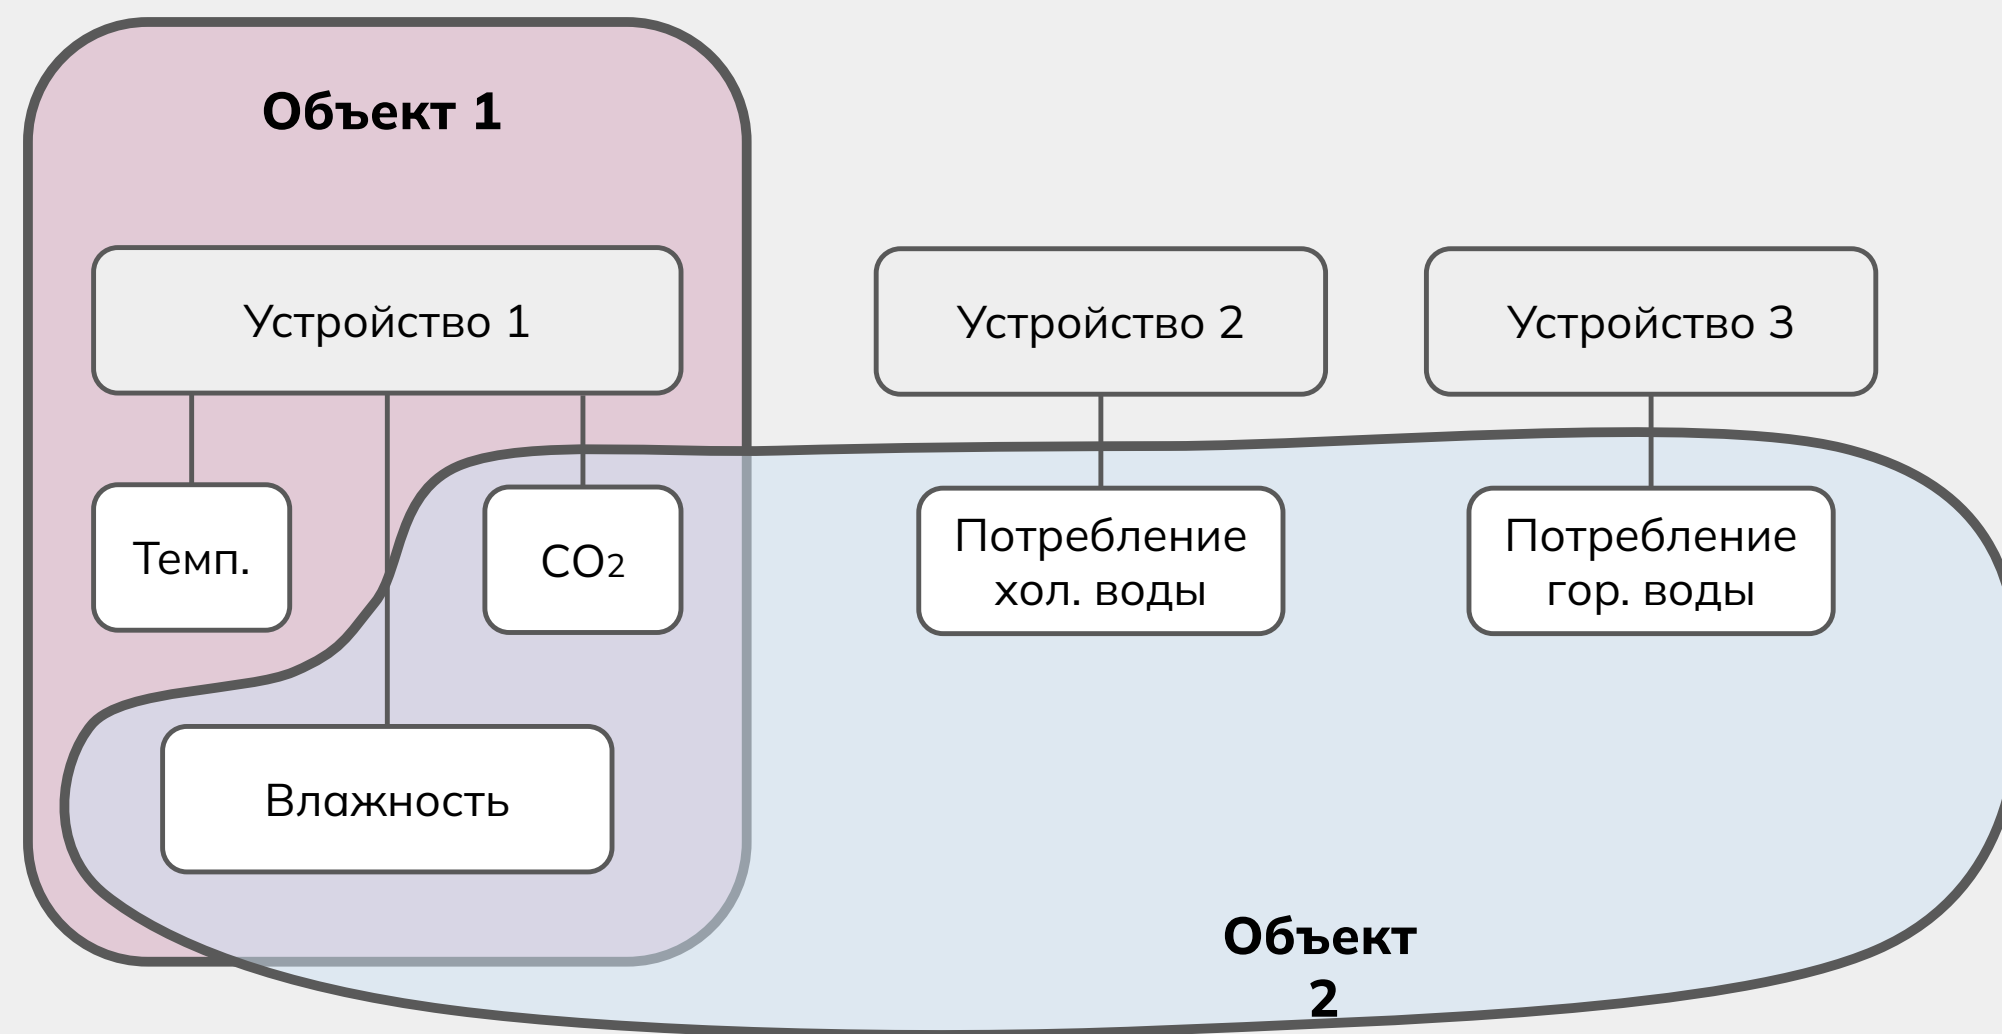 Объект 1
Устройство 1
Устройство 2
Устройство 3
Темп.
CO2
Потребление
хол. воды
Потребление
гор. воды
Влажность
Объект
2